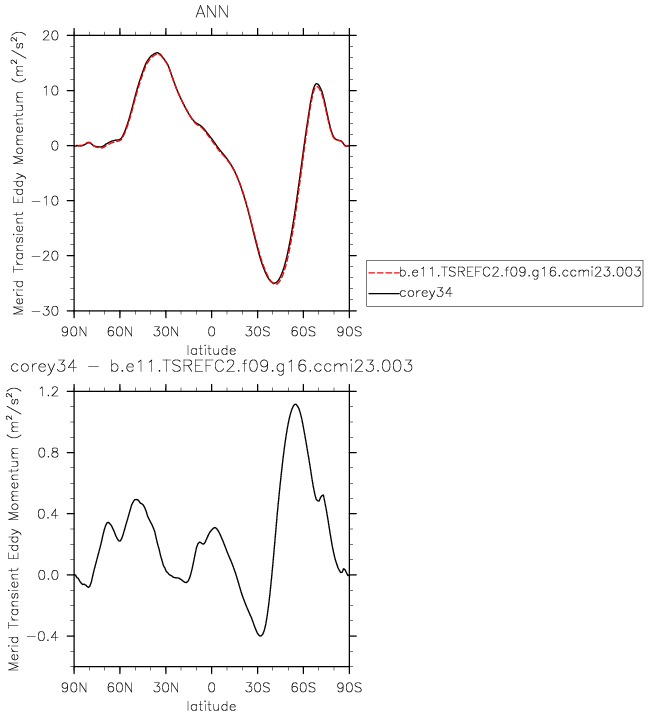 ANN
Merid Transient Eddy Momentum (m²/s²)
20
10
0
−10
−20
−30
90N 60N 30N 0 30S 60S 90S
latitude
b.e11.TSREFC2.f09.g16.ccmi23.003
corey34
corey34 − b.e11.TSREFC2.f09.g16.ccmi23.003
Merid Transient Eddy Momentum (m²/s²)
1.2
0.8
0.4
0.0
−0.4
90N 60N 30N 0 30S 60S 90S
latitude